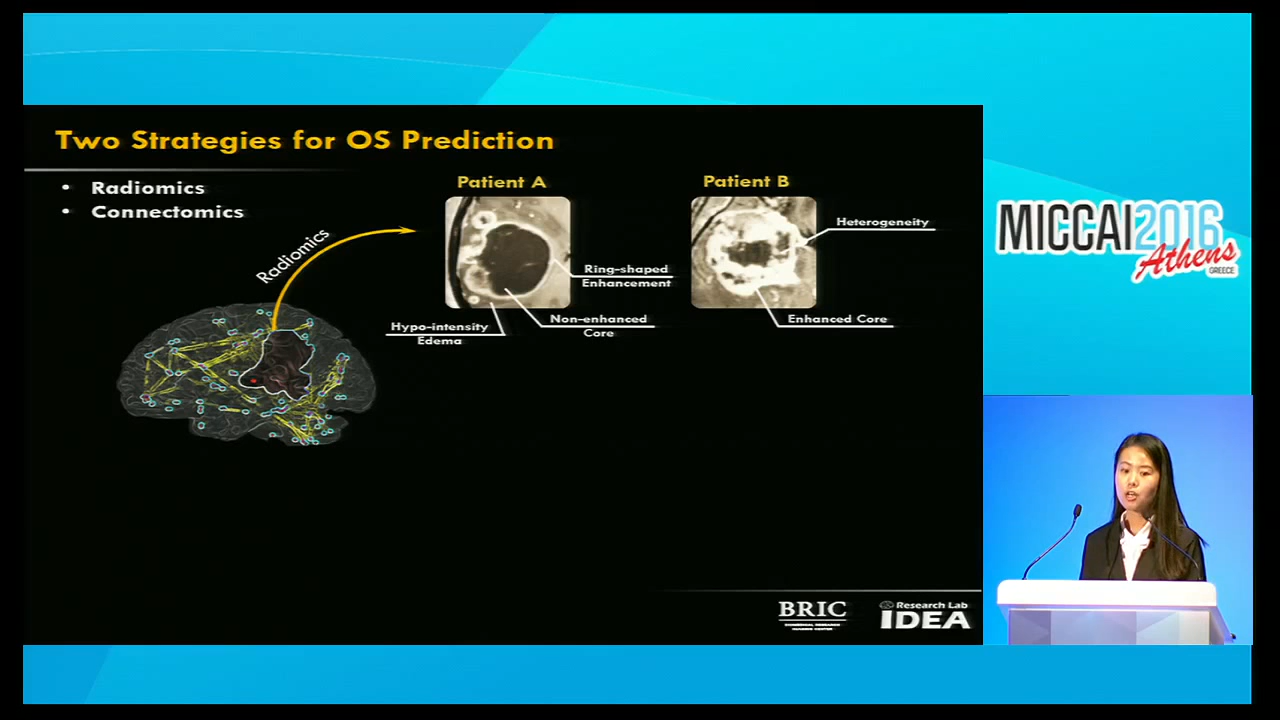 Two Strategies for OS Prediction
• Radiomics
• Connectomics
Radiomics
Patient A
Patient B
Heterogeneity
Ring-shaped
Enhancement
Hypo-intensity
Edema
Non-enhanced
Core
Enhanced Core
BRIC
Research Lab
IDEA
MICCAI2016
Athens
GREECE